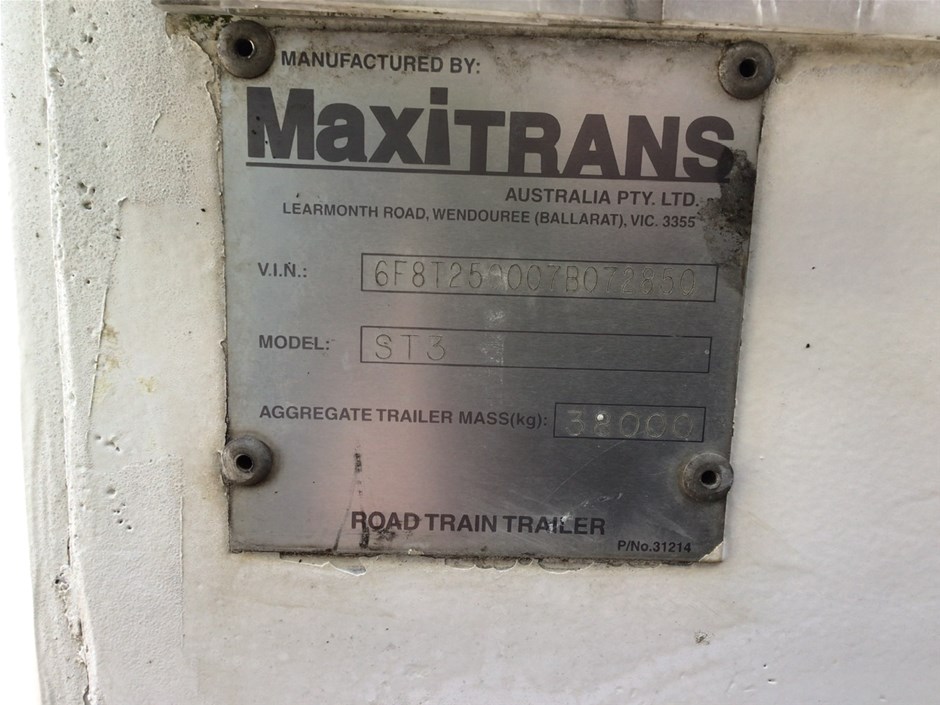 MANUFACTURED BY:
MaxiTRANS
AUSTRALIA PTY. LTD.
LEARMONTH ROAD, WENDOUREE (BALLARAT), VIC. 3355
V.I.N.:
MODEL: ST3
AGGREGATE TRAILER MASS(kg): 38000
ROAD TRAIN TRAILER
P/No.31214